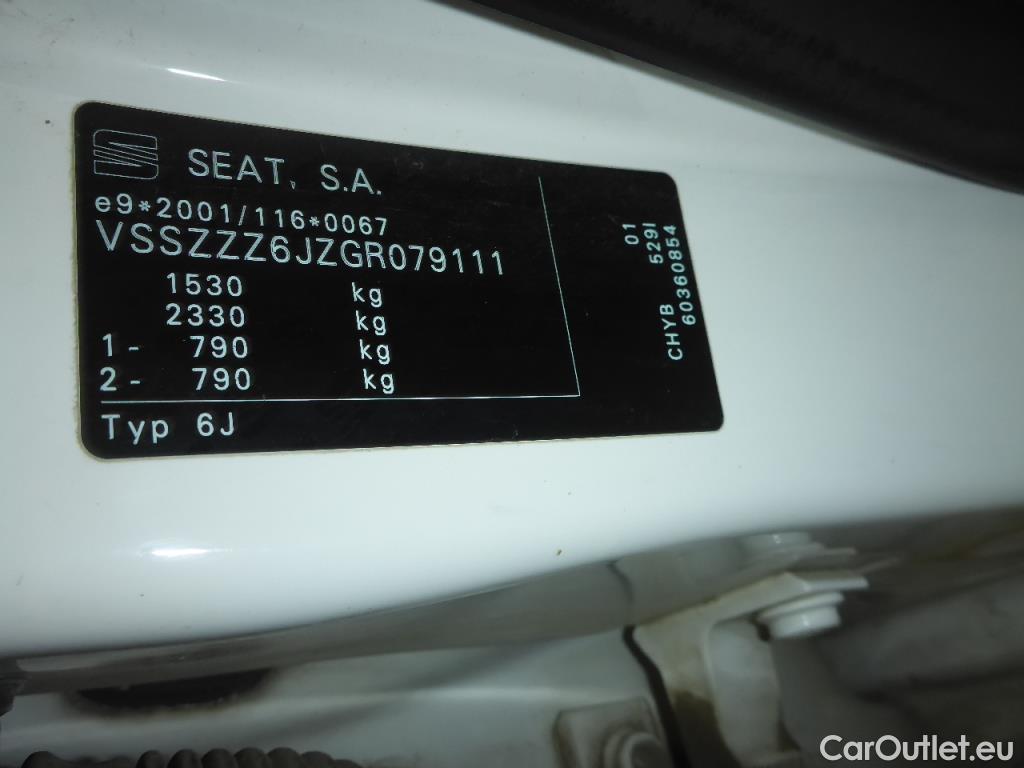 SEAT, S.A.
e9*2001/116*0067
VSSZZZ6JZGR079111
1530 kg
2330 kg
1- 790 kg
2- 790 kg
Typ 6J
01
529I
CHYB 60360854
CarOutlet.eu